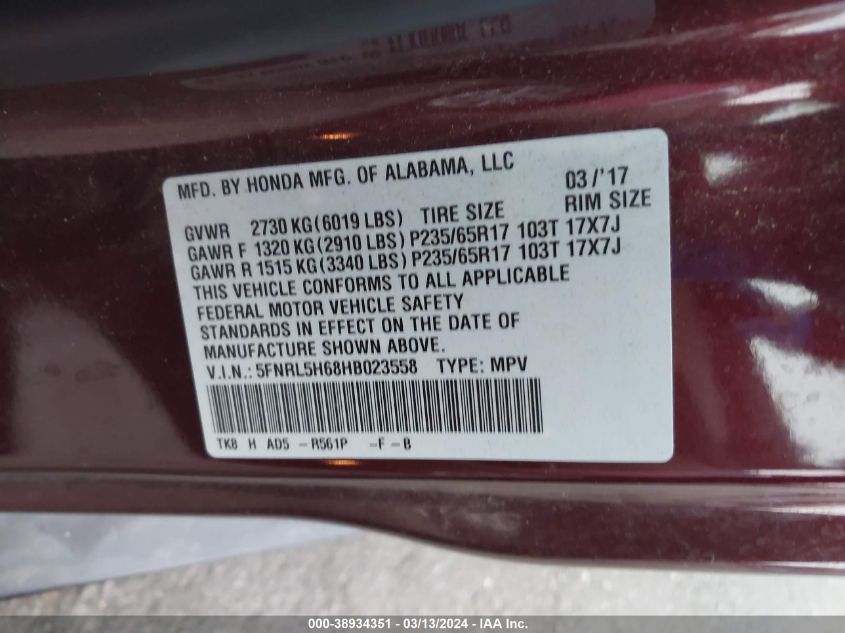 MFD. BY HONDA MFG. OF ALABAMA, LLC 03/'17
GVWR 2730 KG(6019 LBS) TIRE SIZE RIM SIZE
GAWR F 1320 KG(2910 LBS) P235/65R17 103T 17X7J
GAWR R 1515 KG(3340 LBS) P235/65R17 103T 17X7J
THIS VEHICLE CONFORMS TO ALL APPLICABLE
FEDERAL MOTOR VEHICLE SAFETY
STANDARDS IN EFFECT ON THE DATE OF
MANUFACTURE SHOWN ABOVE.
V.I.N.: 5FNRL5H68HB023558 TYPE: MPV
TK8 H AD5 -R561P -F-B
000-38934351 - 03/13/2024 - IAAI.com.